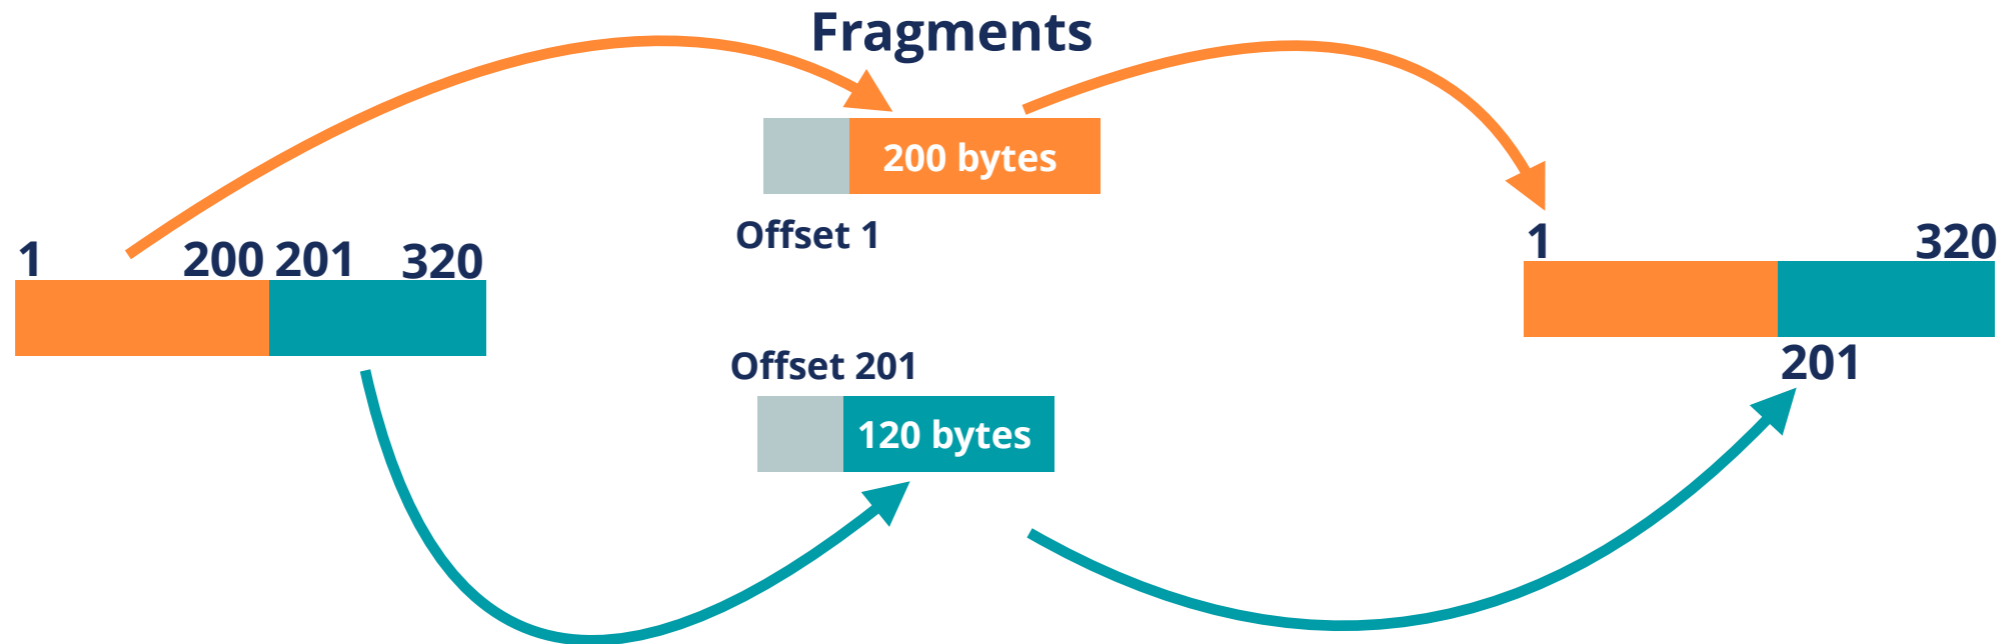 Fragments
200 bytes
Offset 1
1 200 201 320
1 320
Offset 201
201
120 bytes